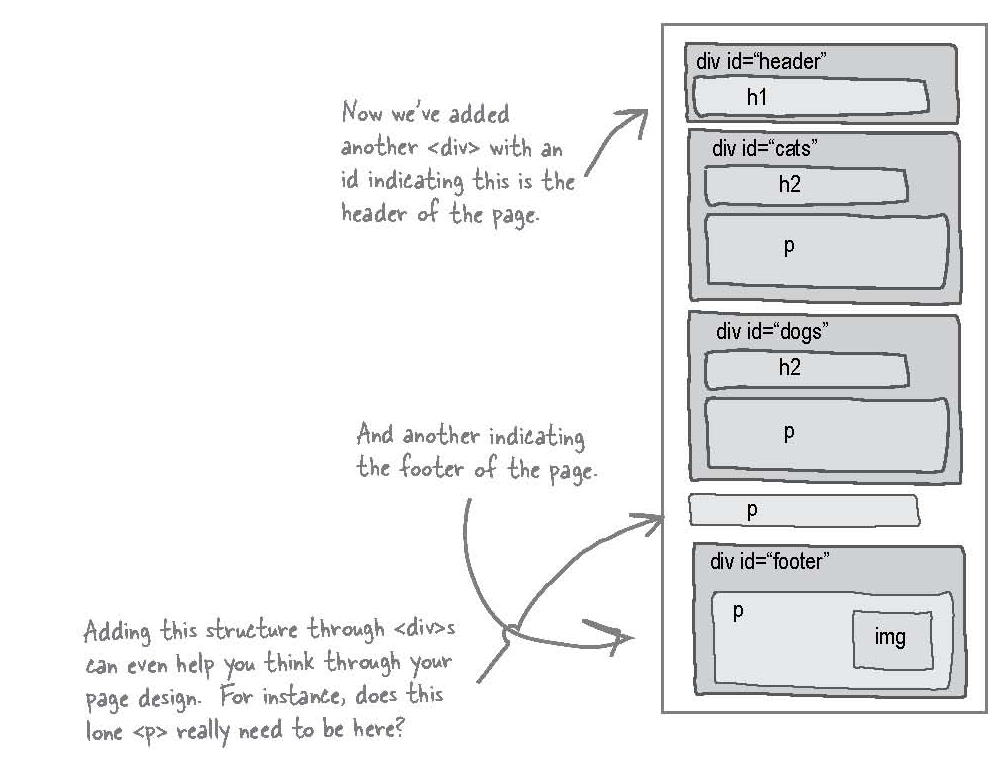 Now we've added
another <div> with an
id indicating this is the
header of the page.
And another indicating
the footer of the page.
Adding this structure through <div>s
can even help you think through your
page design. For instance, does this
lone <p> really need to be here?
div id=“header”
h1
div id=“cats”
h2
p
div id=“dogs”
h2
p
p
div id=“footer”
p
img